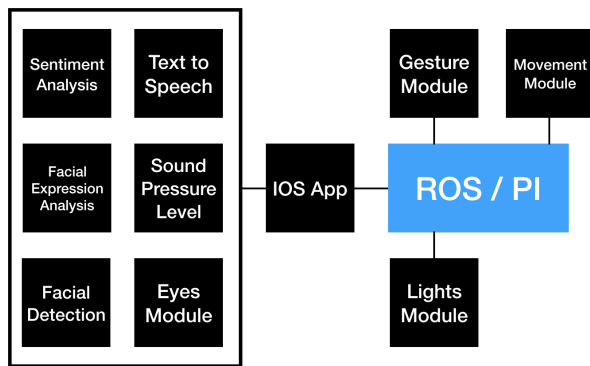 Sentiment
Analysis
Text to
Speech
Facial
Expression
Analysis
Sound
Pressure
Level
Facial
Detection
Eyes
Module
IOS App
Gesture
Module
Movement
Module
ROS / PI
Lights
Module